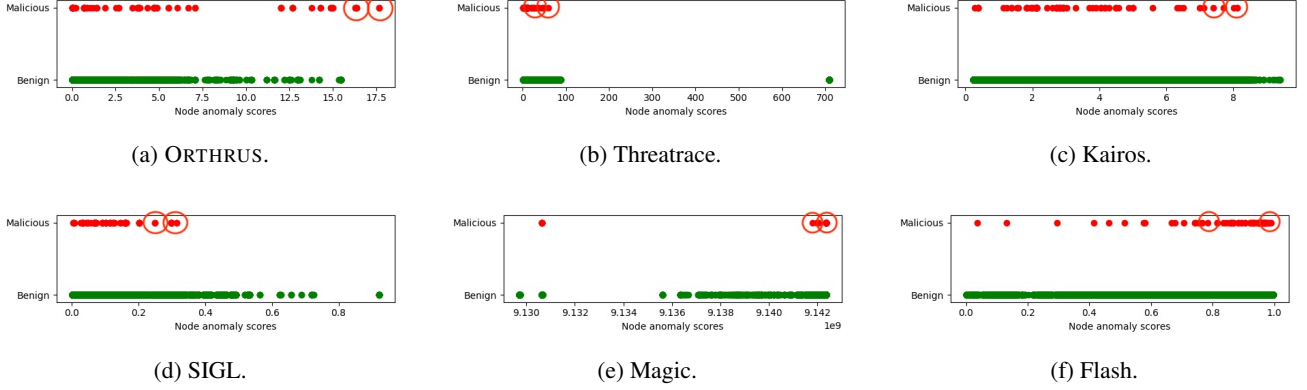 Malicious
Benign
0.0 2.5 5.0 7.5 10.0 12.5 15.0 17.5
Node anomaly scores
(a) ORTHRUS.
Malicious
Benign
0 100 200 300 400 500 600 700
Node anomaly scores
(b) Threatrace.
Malicious
Benign
0 2 4 6 8
Node anomaly scores
(c) Kairos.
Malicious
Benign
0.0 0.2 0.4 0.6 0.8
Node anomaly scores
(d) SIGL.
Malicious
Benign
9.130 9.132 9.134 9.136 9.138 9.140 9.142
1e9
Node anomaly scores
(e) Magic.
Malicious
Benign
0.0 0.2 0.4 0.6 0.8 1.0
Node anomaly scores
(f) Flash.